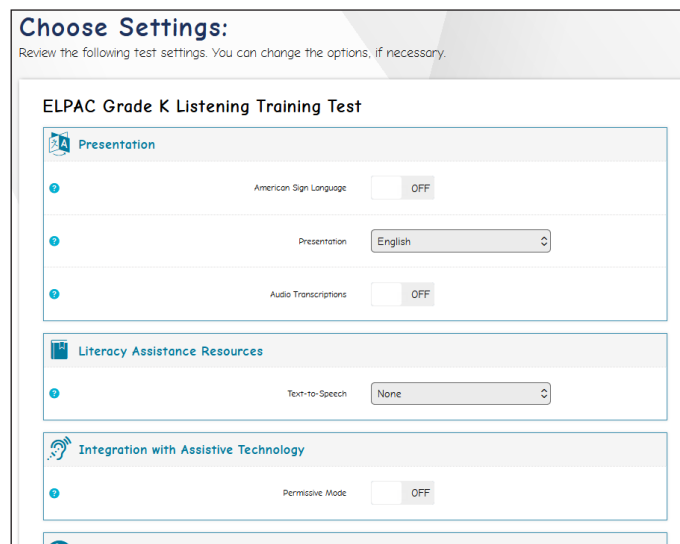 Choose Settings:
Review the following test settings. You can change the options, if necessary.
ELPAC Grade K Listening Training Test
Presentation
American Sign Language OFF
Presentation English
Audio Transcriptions OFF
Literacy Assistance Resources
Text-to-Speech None
Integration with Assistive Technology
Permissive Mode OFF